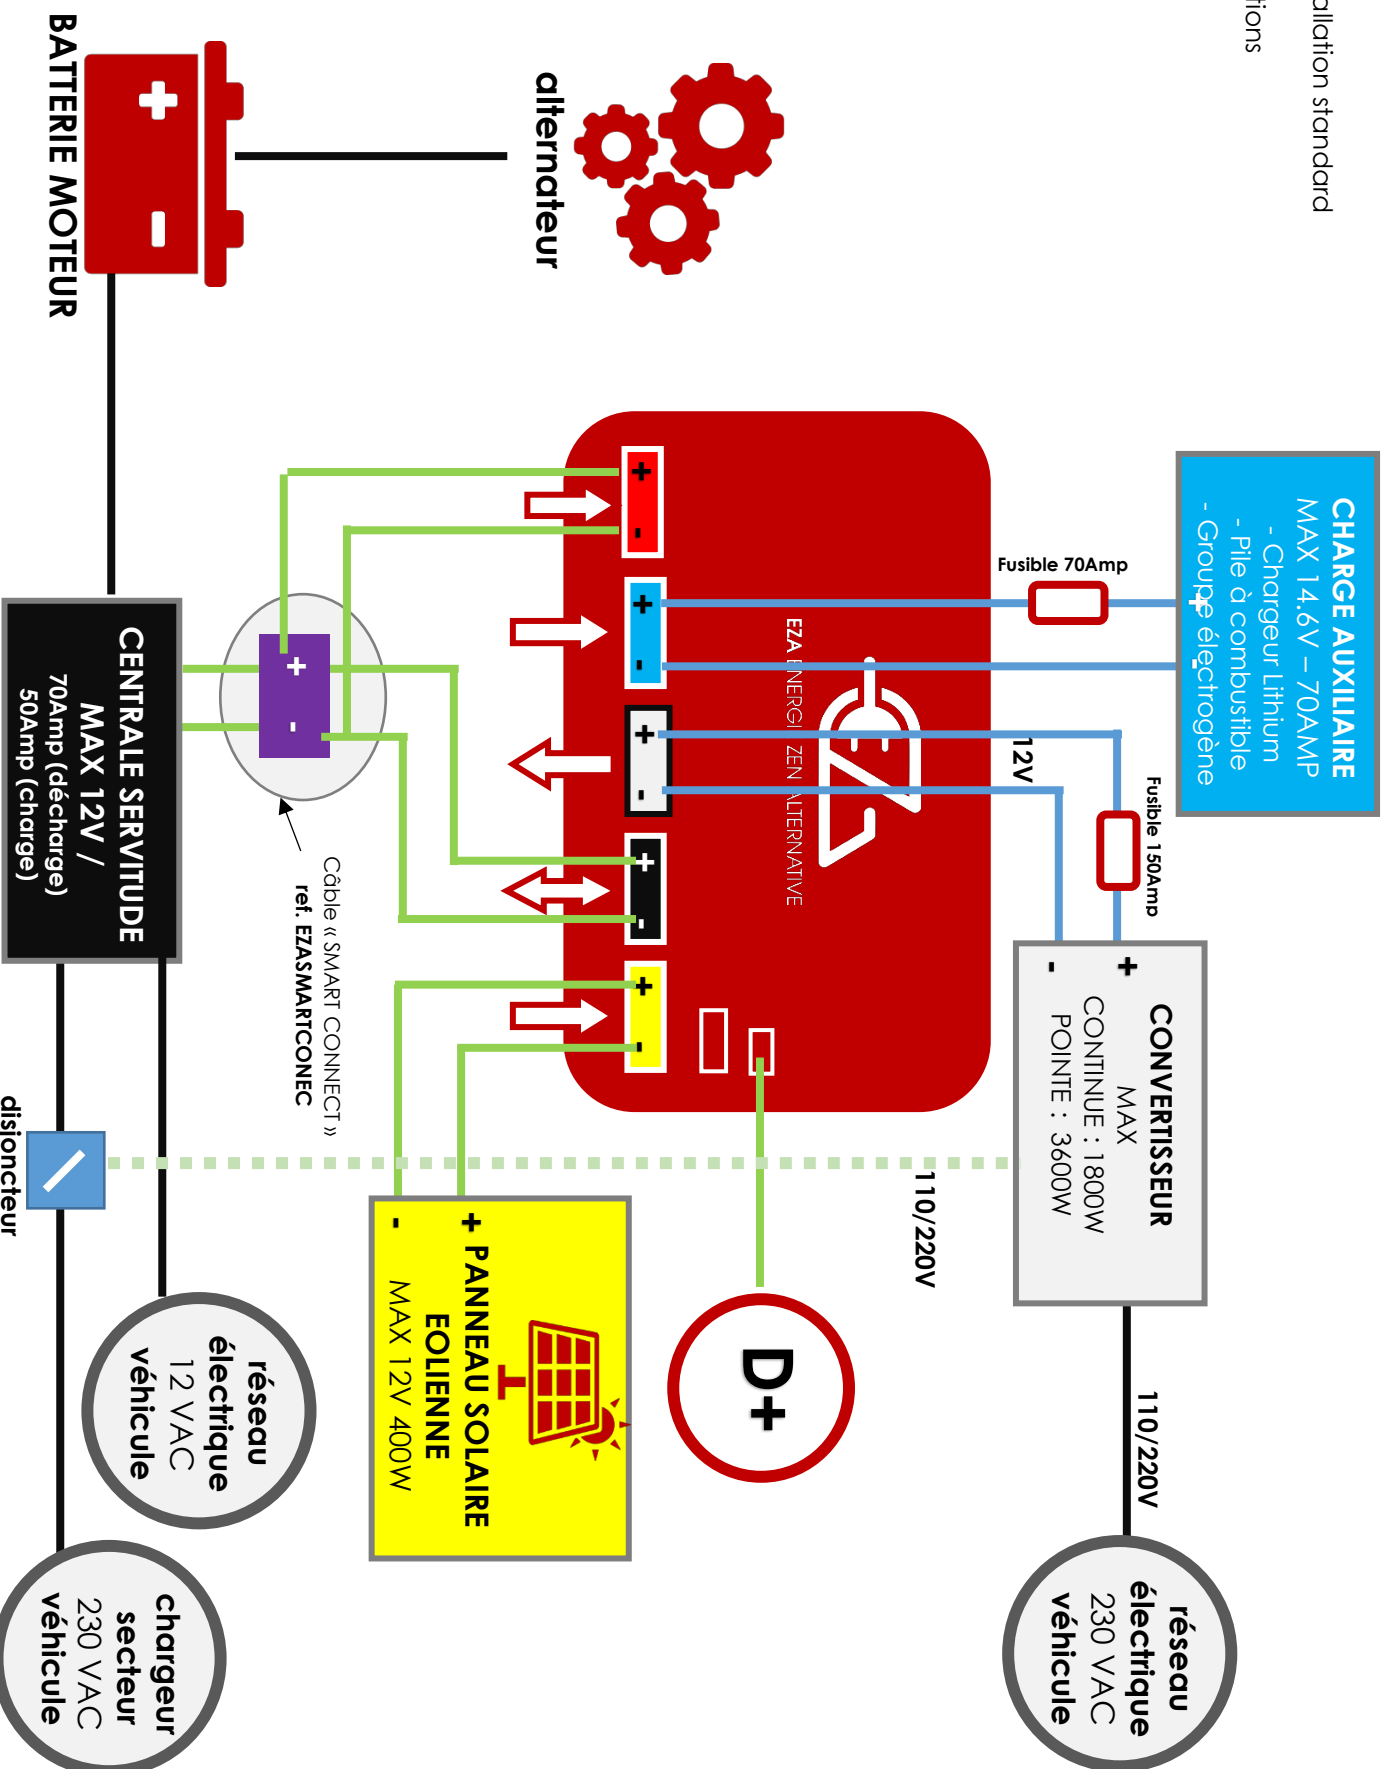 allation standard
tions
CHARGE AUXILIAIRE
MAX 14.6V – 70AMP
- Chargeur Lithium
- Pile à combustible
- Groupe électrogène
+
-
Fusible 70Amp
12V
Fusible 150Amp
CONVERTISSEUR
MAX
CONTINUE : 1800W
POINTE : 3600W
+
-
110/220V
réseau
électrique
230 VAC
véhicule
110/220V
EZA ENERGI ZEN ALTERNATIVE
+ -
+ -
+ -
+ -
+ -
D+
alternateur
BATTERIE MOTEUR
+ -
+ PANNEAU SOLAIRE
EOLIENNE
- MAX 12V 400W
Câble « SMART CONNECT »
ref. EZASMARTCONEC
+ -
CENTRALE SERVITUDE
MAX 12V /
70Amp (décharge)
50Amp (charge)
disjoncteur
réseau
électrique
12 VAC
véhicule
chargeur
secteur
230 VAC
véhicule